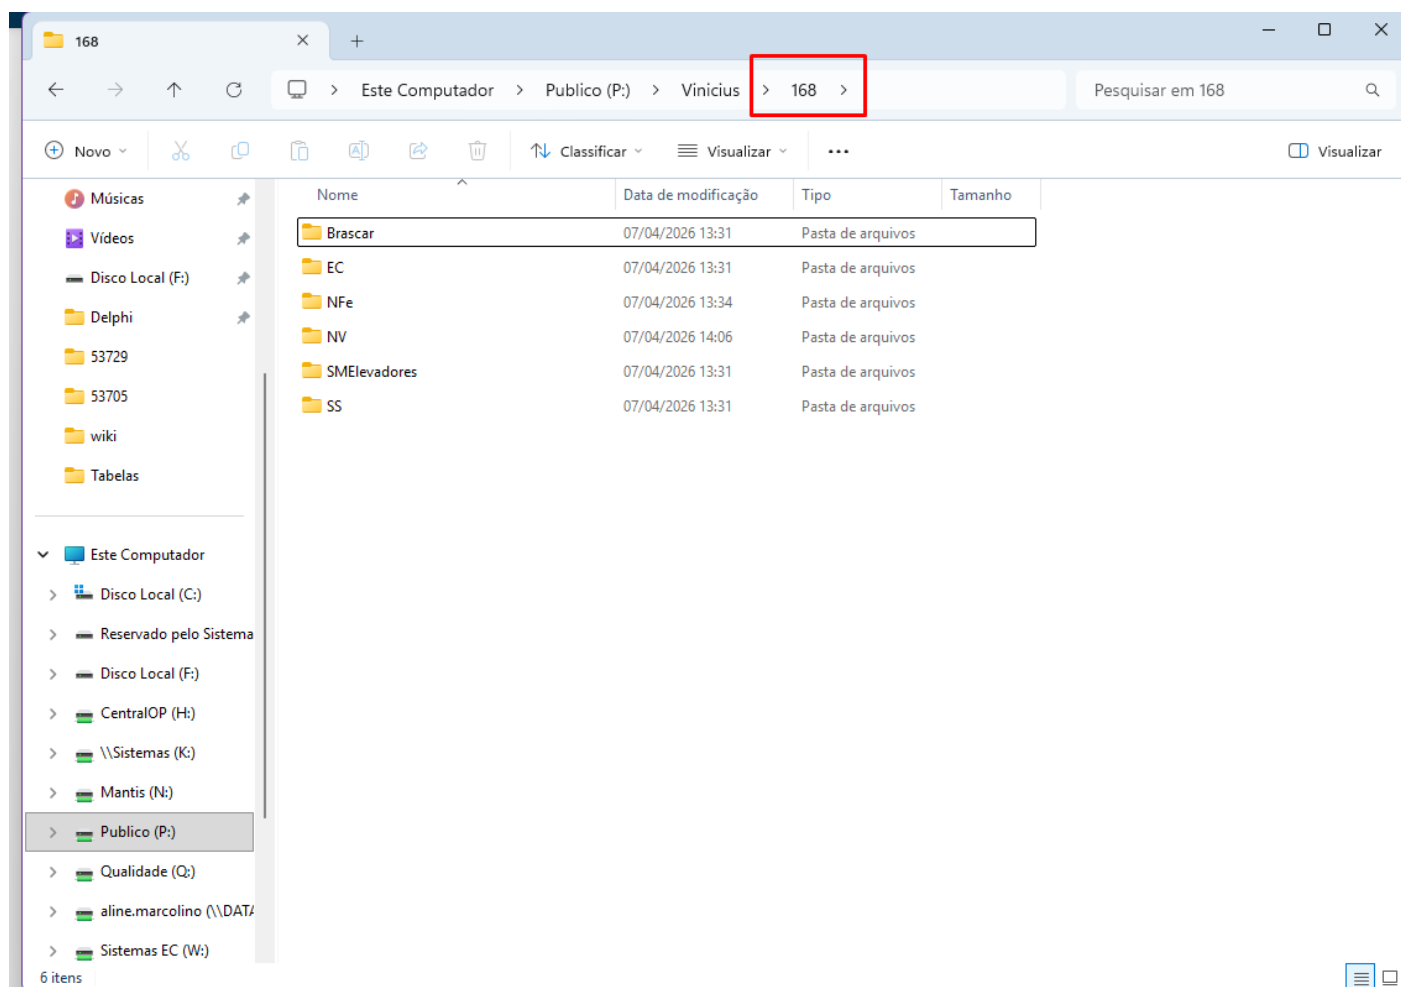 168
Este Computador > Publico (P:) > Vinicius > 168 >
Pesquisar em 168
Novo
Classificar
Visualizar
Visualizar
Músicas
Vídeos
Disco Local (F:)
Delphi
53729
53705
wiki
Tabelas
Este Computador
Disco Local (C:)
Reservado pelo Sistema
Disco Local (F:)
CentralOP (H:)
\\Sistemas (K:)
Mantis (N:)
Publico (P:)
Qualidade (Q:)
aline.marcolino (\\DATA
Sistemas EC (W:)
Nome Data de modificação Tipo Tamanho
Brascar 07/04/2026 13:31 Pasta de arquivos
EC 07/04/2026 13:31 Pasta de arquivos
NFe 07/04/2026 13:34 Pasta de arquivos
NV 07/04/2026 14:06 Pasta de arquivos
SMElevadores 07/04/2026 13:31 Pasta de arquivos
SS 07/04/2026 13:31 Pasta de arquivos
6 itens